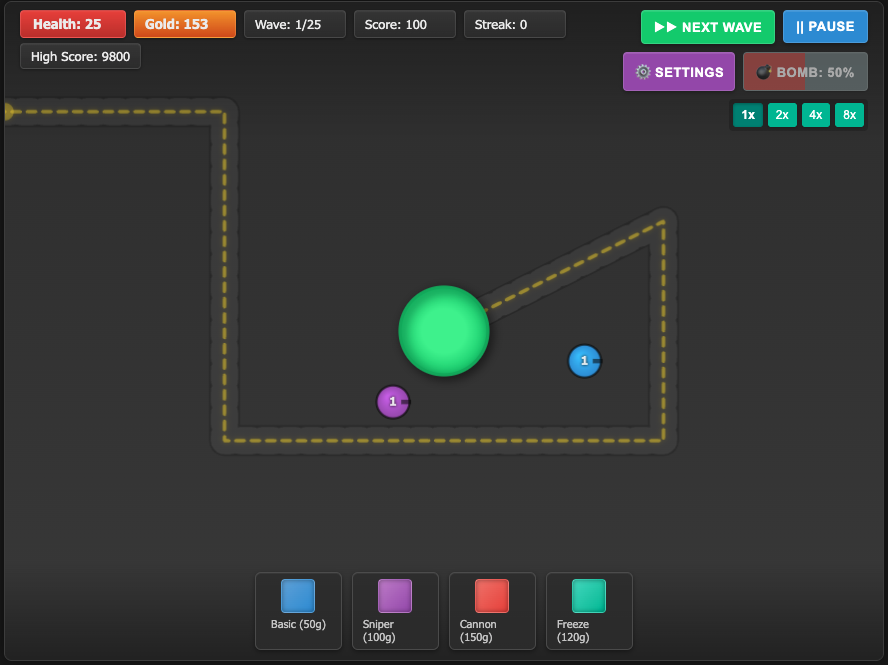 Health: 25
Gold: 153
Wave: 1/25
Score: 100
Streak: 0
▶▶ NEXT WAVE
|| PAUSE
High Score: 9800
⚙️ SETTINGS
💣 BOMB: 50%
1x
2x
4x
8x
1
1
Basic (50g)
Sniper
(100g)
Cannon
(150g)
Freeze
(120g)